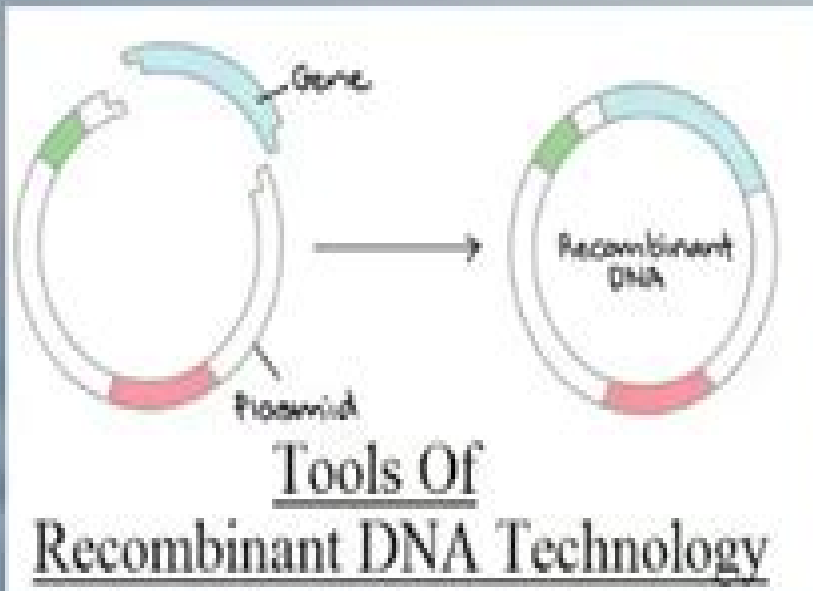 Gene
Recombinant
DNA
Plasmid
Tools Of
Recombinant DNA Technology